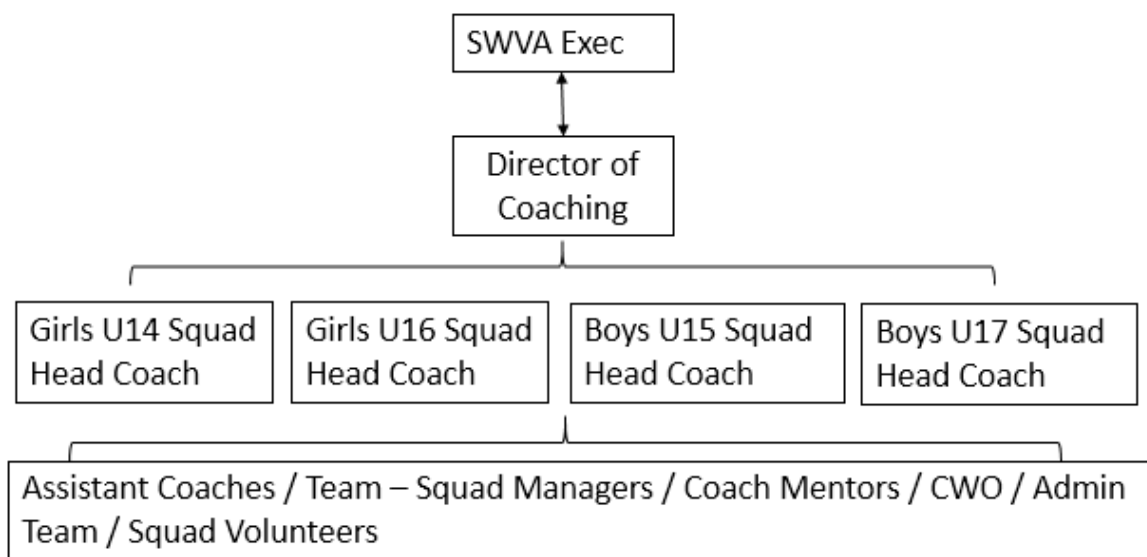 SWVA Exec
Director of
Coaching
Girls U14 Squad
Head Coach
Girls U16 Squad
Head Coach
Boys U15 Squad
Head Coach
Boys U17 Squad
Head Coach
Assistant Coaches / Team – Squad Managers / Coach Mentors / CWO / Admin
Team / Squad Volunteers